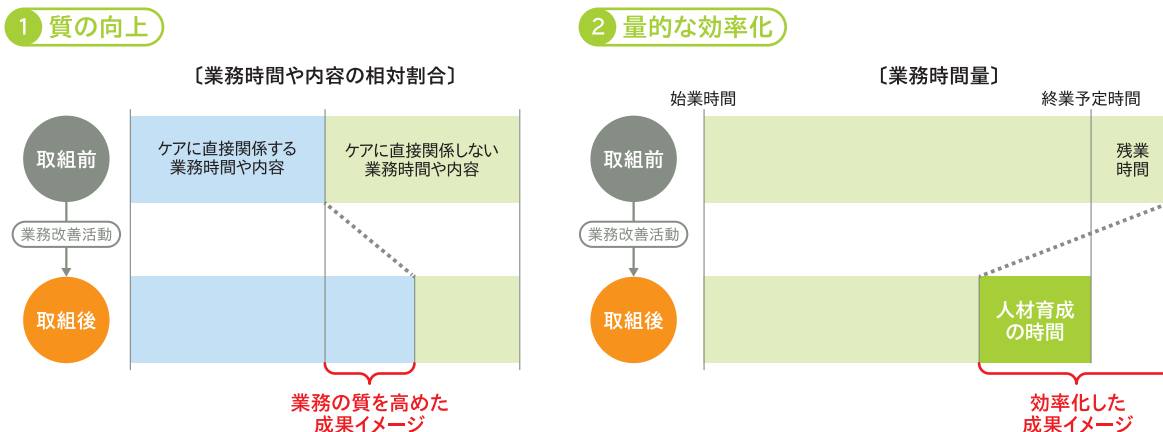 1 質の向上
〔業務時間や内容の相対割合〕
取組前
ケアに直接関係する
業務時間や内容
ケアに直接関係しない
業務時間や内容
業務改善活動
取組後
業務の質を高めた
成果イメージ
2 量的な効率化
〔業務時間量〕
始業時間
終業予定時間
取組前
残業
時間
業務改善活動
取組後
人材育成
の時間
効率化した
成果イメージ